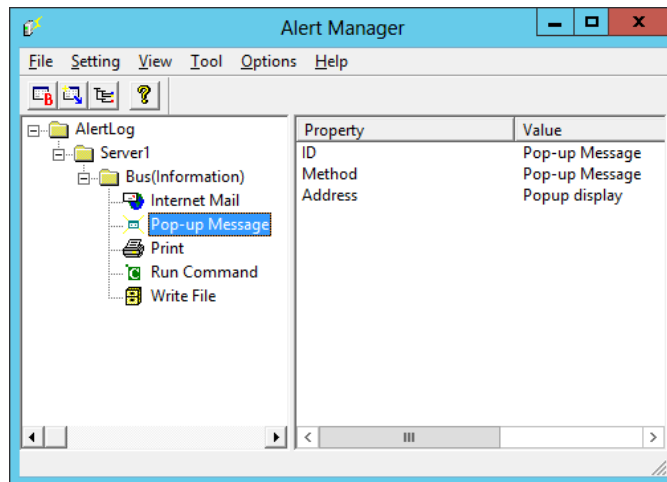 Alert Manager
File Setting View Tool Options Help
AlertLog
Server1
Bus(Information)
Internet Mail
Pop-up Message
Print
Run Command
Write File
Property Value
ID Pop-up Message
Method Pop-up Message
Address Popup display